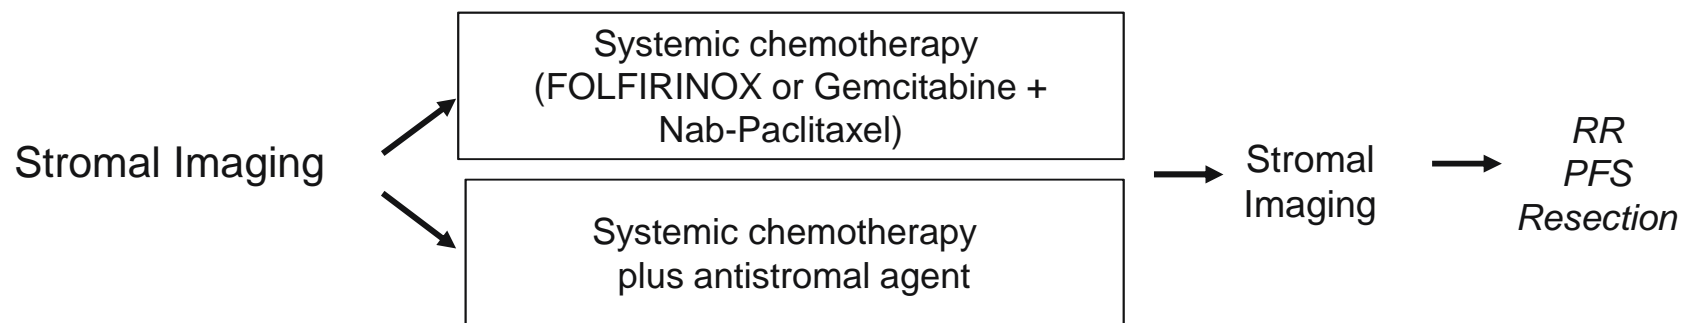 Stromal Imaging
Systemic chemotherapy
(FOLFIRINOX or Gemcitabine +
Nab-Paclitaxel)
Systemic chemotherapy
plus antistromal agent
Stromal
Imaging
RR
PFS
Resection